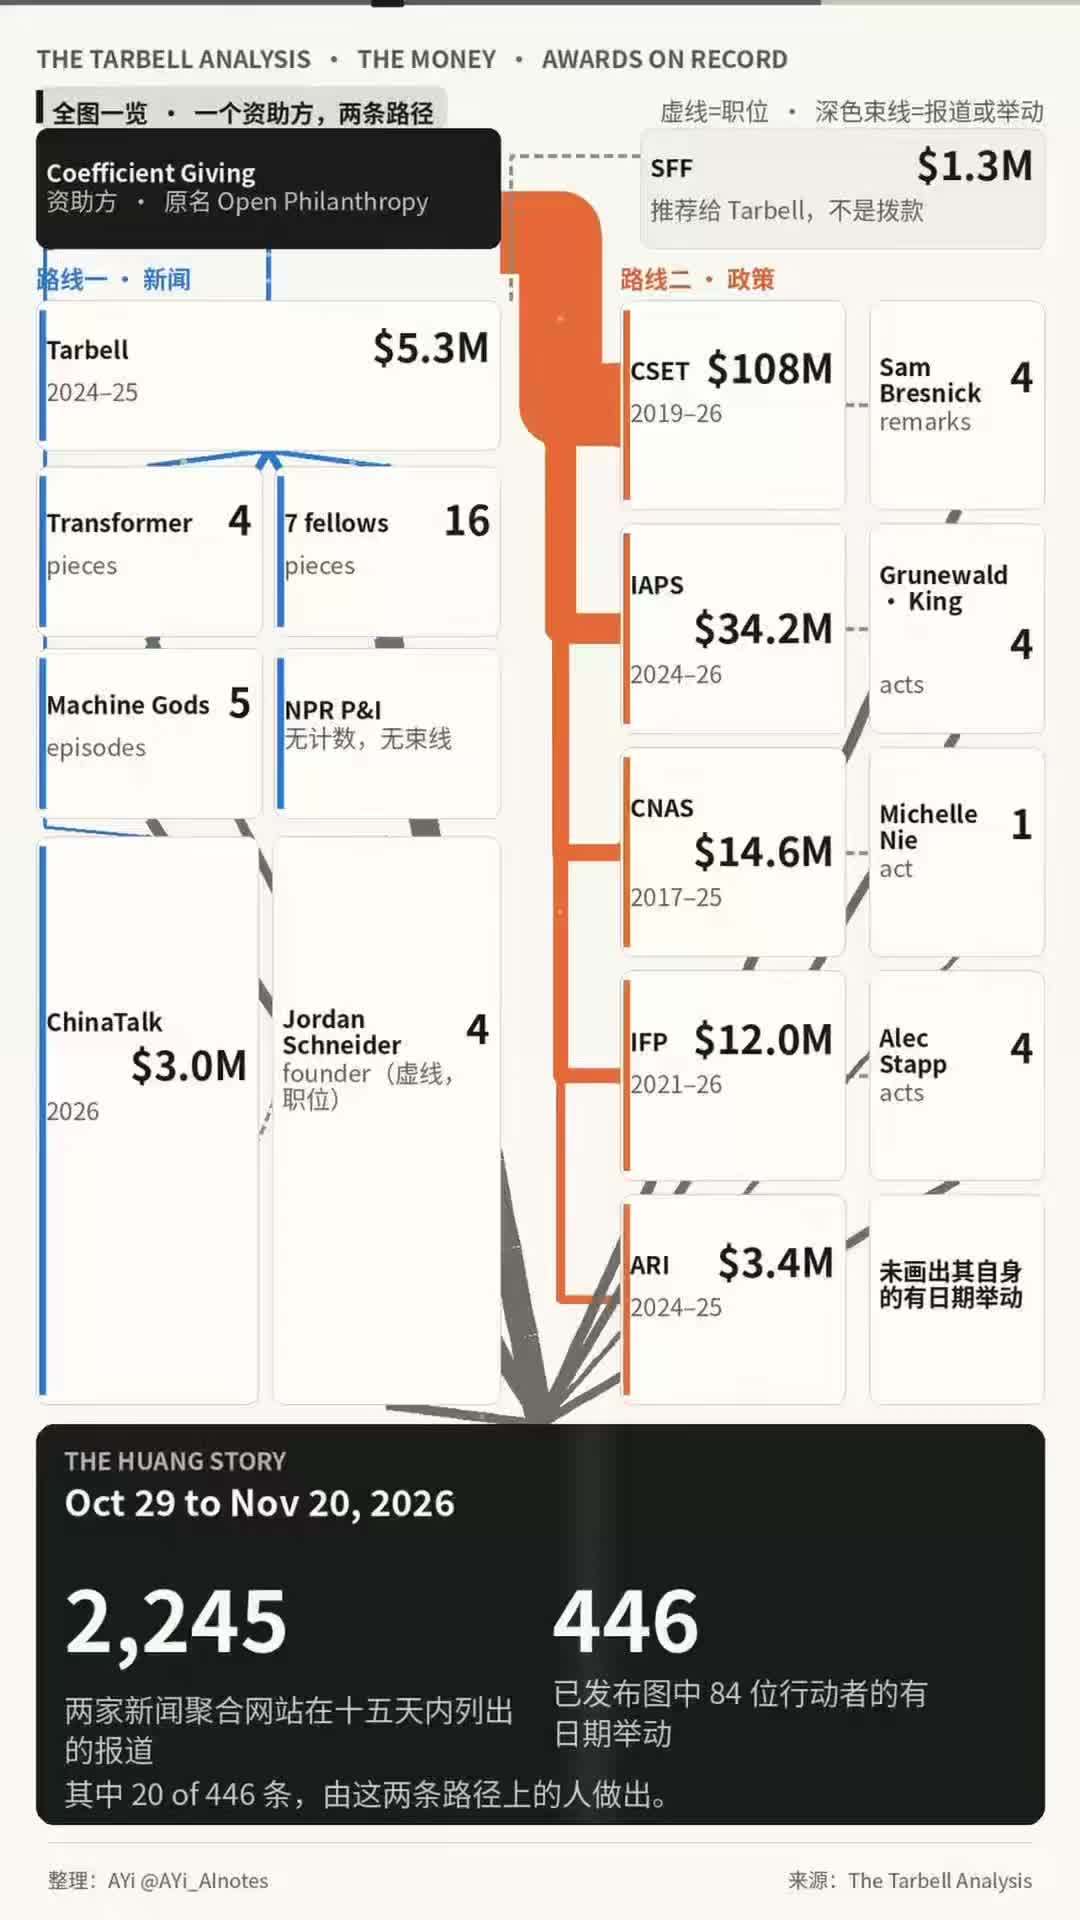 THE TARBELL ANALYSIS • THE MONEY • AWARDS ON RECORD
全图一览 • 一个资助方，两条路径
虚线=职位 • 深色束线=报道或举动
Coefficient Giving
资助方 • 原名 Open Philanthropy
SFF $1.3M
推荐给 Tarbell，不是拨款
路线一 • 新闻
路线二 • 政策
Tarbell $5.3M
2024–25
Transformer 4
pieces
7 fellows 16
pieces
Machine Gods 5
episodes
NPR P&I
无计数，无束线
ChinaTalk
$3.0M
2026
Jordan
Schneider
4
founder（虚线，
职位）
CSET $108M
2019–26
Sam
Bresnick
4
remarks
IAPS
$34.2M
2024–26
Grunewald
• King
4
acts
CNAS
$14.6M
2017–25
Michelle
Nie
1
act
IFP $12.0M
2021–26
Alec
Stapp
4
acts
ARI $3.4M
2024–25
未画出其自身
的有日期举动
THE HUANG STORY
Oct 29 to Nov 20, 2026
2,245
两家新闻聚合网站在十五天内列出
的报道
446
已发布图中 84 位行动者的有
日期举动
其中 20 of 446 条，由这两条路径上的人做出。
整理：AYi @AYi_AInotes
来源：The Tarbell Analysis